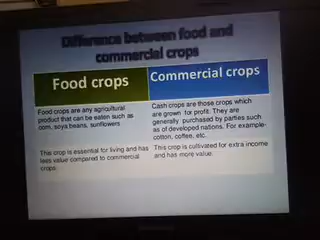 Difference between food and
commercial crops
Food crops
Commercial crops
Food crops are any agricultural
product that can be eaten such as
corn, soya beans, sunflowers
Cash crops are those crops which
are grown for profit. They are
generally purchased by parties such
as of developed nations. For example-
cotton, coffee, etc.
This crop is essential for living and has
less value compared to commercial
crops
This crop is cultivated for extra income
and has more value.